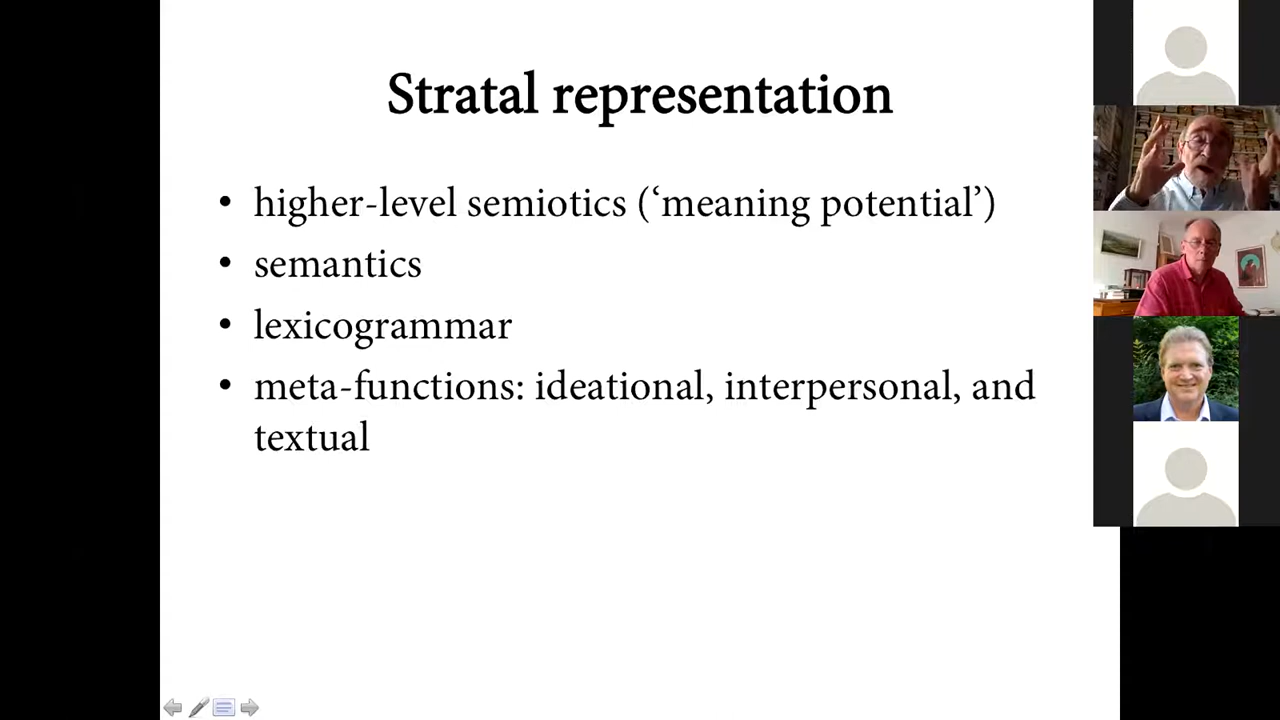 Stratal representation
• higher-level semiotics (‘meaning potential’)
• semantics
• lexicogrammar
• meta-functions: ideational, interpersonal, and
textual